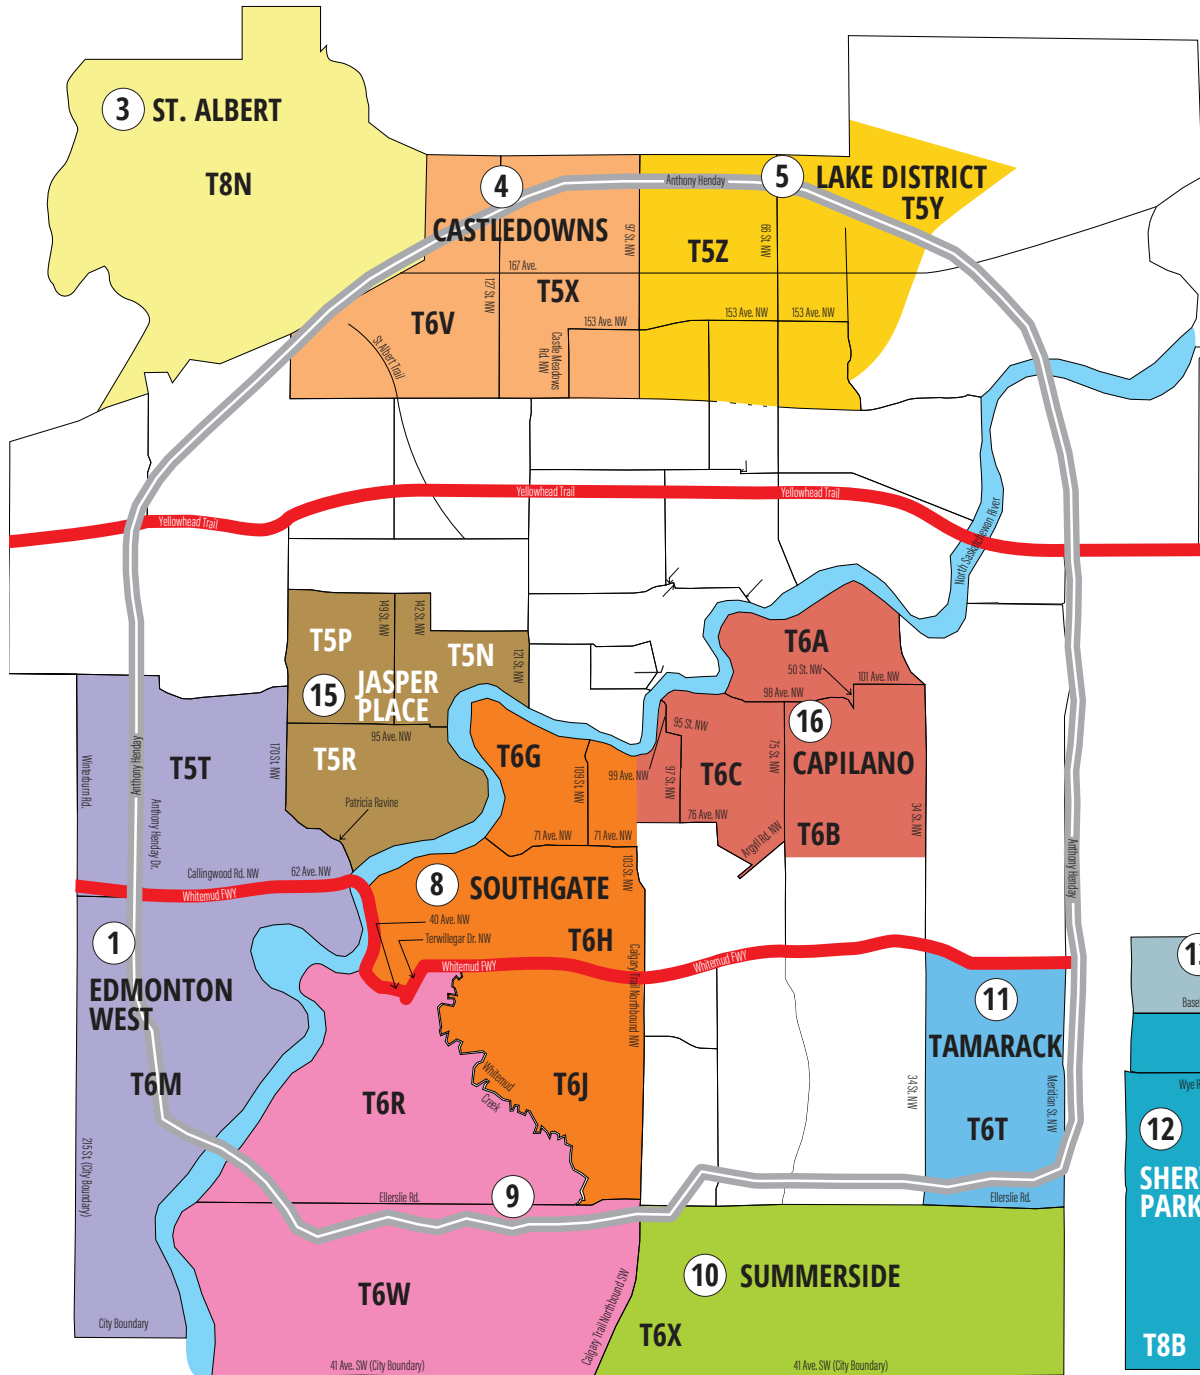 3 ST. ALBERT
T8N
4
CASTLEDOWNS
5
LAKE DISTRICT
T5Y
Anthony Henday
97 St. NW
66 St. NW
T5Z
167 Ave.
127 St. NW
T5X
T6V
153 Ave. NW
153 Ave. NW
153 Ave. NW
St Albert Trail
Castle Meadows
Rd. NW
Yellowhead Trail
Yellowhead Trail
Yellowhead Trail
North Saskatchewan River
149 St. NW
142 St. NW
T5P
T5N
121 St. NW
15
JASPER
PLACE
95 Ave. NW
T5R
Patricia Ravine
T6A
50 St. NW
101 Ave. NW
98 Ave. NW
16
CAPILANO
95 St. NW
75 St. NW
99 Ave. NW
97 St. NW
T6C
76 Ave. NW
Argyll Rd. NW
T6B
34 St. NW
T6G
109 St. NW
71 Ave. NW
71 Ave. NW
Winterburn Rd.
Anthony Henday
T5T
170 St. NW
Anthony Henday Dr.
Callingwood Rd. NW
62 Ave. NW
Whitemud FWY
8 SOUTHGATE
103 St. NW
40 Ave. NW
Terwillegar Dr. NW
T6H
Whitemud FWY
Whitemud FWY
Calgary Trail Northbound NW
Anthony Henday
1
EDMONTON
WEST
T6M
215 St. (City Boundary)
City Boundary
T6R
Whitemud
Creek
T6J
Ellerslie Rd.
9
T6W
41 Ave. SW (City Boundary)
Calgary Trail Northbound SW
11
TAMARACK
34 St. NW
Meridian St. NW
T6T
Ellerslie Rd.
10 SUMMERSIDE
T6X
41 Ave. SW (City Boundary)
12
PARK
T8B